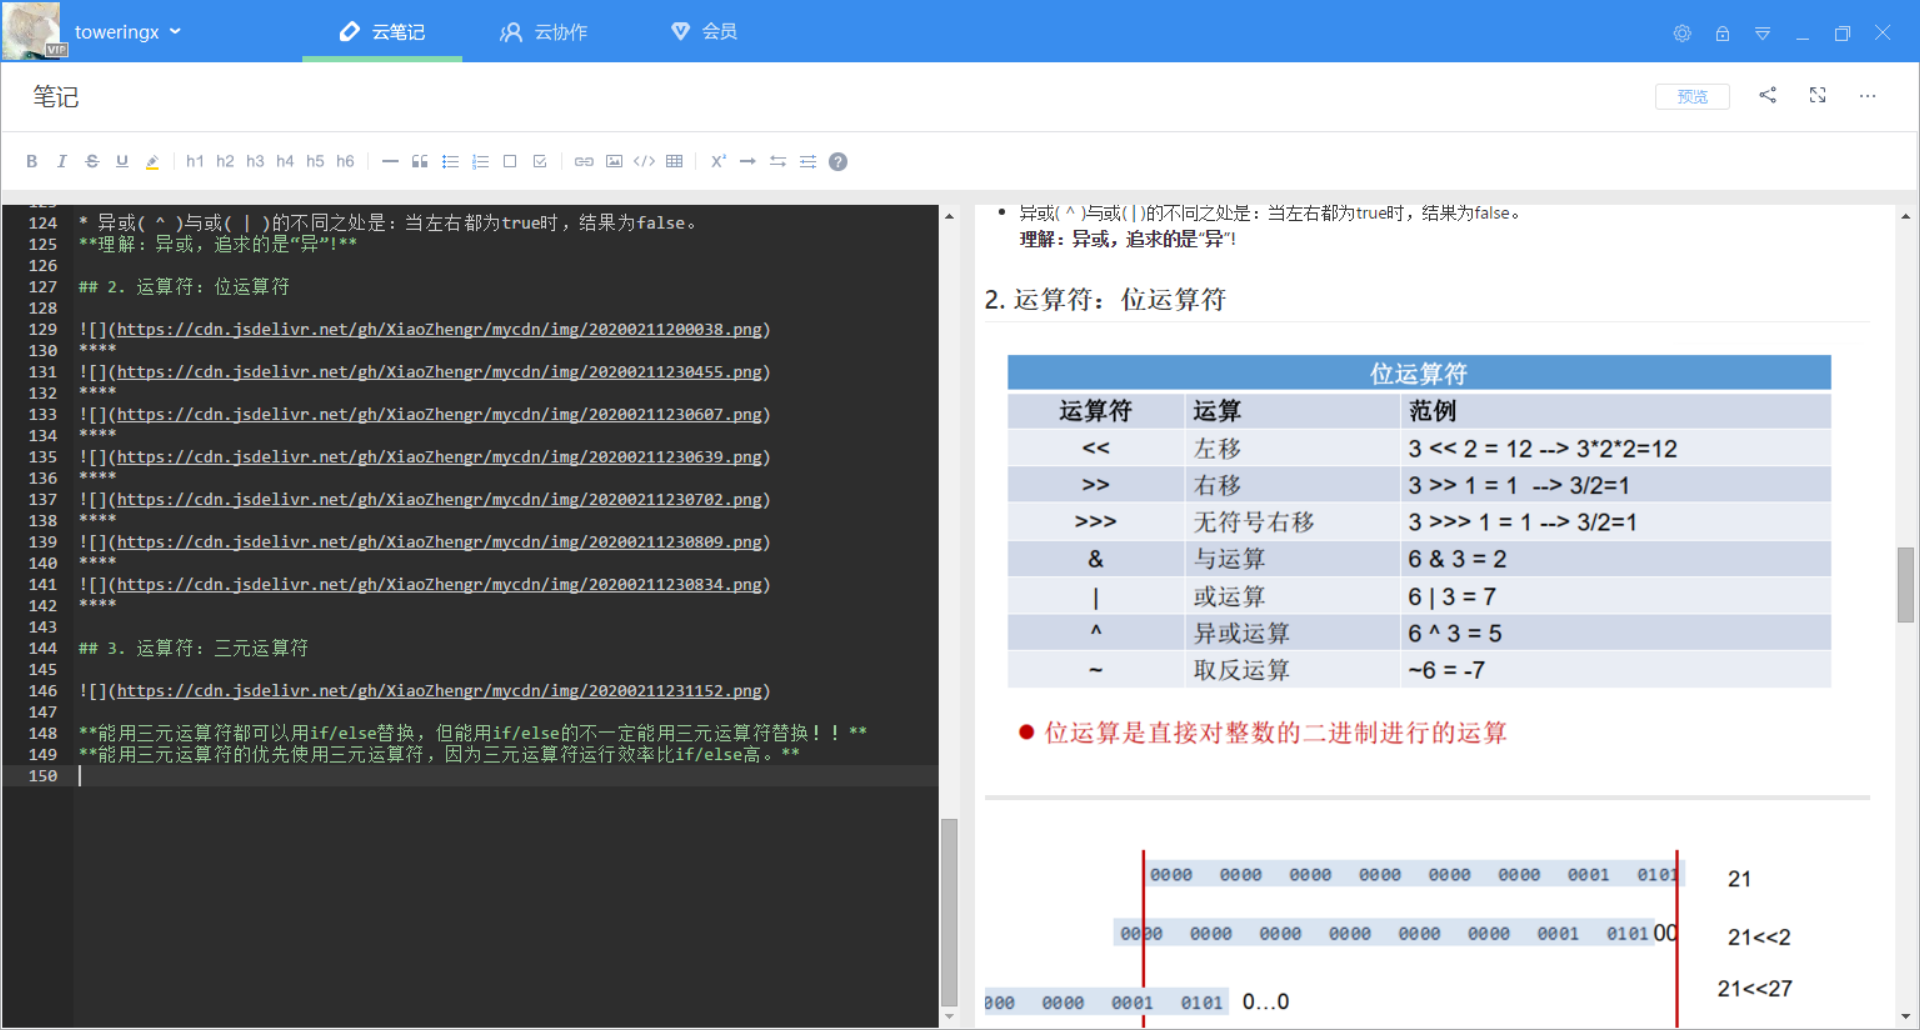 toweringx
VIP
云笔记
云协作
会员
笔记
预览
B I S U h1 h2 h3 h4 h5 h6
124 * 异或( ^ )与或( | )的不同之处是：当左右都为true时，结果为false。
125 **理解：异或，追求的是“异”!**
126
127 ## 2. 运算符：位运算符
128
129 ![](https://cdn.jsdelivr.net/gh/XiaoZhengr/mycdn/img/20200211200038.png)
130 ****
131 ![](https://cdn.jsdelivr.net/gh/XiaoZhengr/mycdn/img/20200211230455.png)
132 ****
133 ![](https://cdn.jsdelivr.net/gh/XiaoZhengr/mycdn/img/20200211230607.png)
134 ****
135 ![](https://cdn.jsdelivr.net/gh/XiaoZhengr/mycdn/img/20200211230639.png)
136 ****
137 ![](https://cdn.jsdelivr.net/gh/XiaoZhengr/mycdn/img/20200211230702.png)
138 ****
139 ![](https://cdn.jsdelivr.net/gh/XiaoZhengr/mycdn/img/20200211230809.png)
140 ****
141 ![](https://cdn.jsdelivr.net/gh/XiaoZhengr/mycdn/img/20200211230834.png)
142 ****
143
144 ## 3. 运算符：三元运算符
145
146 ![](https://cdn.jsdelivr.net/gh/XiaoZhengr/mycdn/img/20200211231152.png)
147
148 **能用三元运算符都可以用if/else替换，但能用if/else的不一定能用三元运算符替换！！**
149 **能用三元运算符的优先使用三元运算符，因为三元运算符运行效率比if/else高。**
150
• 异或( ^ )与或( | )的不同之处是：当左右都为true时，结果为false。
理解：异或，追求的是“异”!
2. 运算符：位运算符
位运算符
运算符 运算 范例
<< 左移 3 << 2 = 12 --> 3*2*2=12
>> 右移 3 >> 1 = 1 --> 3/2=1
>>> 无符号右移 3 >>> 1 = 1 --> 3/2=1
& 与运算 6 & 3 = 2
| 或运算 6 | 3 = 7
^ 异或运算 6 ^ 3 = 5
~ 取反运算 ~6 = -7
● 位运算是直接对整数的二进制进行的运算
0000 0000 0000 0000 0000 0000 0001 0101 21
0000 0000 0000 0000 0000 0000 0001 0101 00 21<<2
21<<27
000 0000 0001 0101 0...0